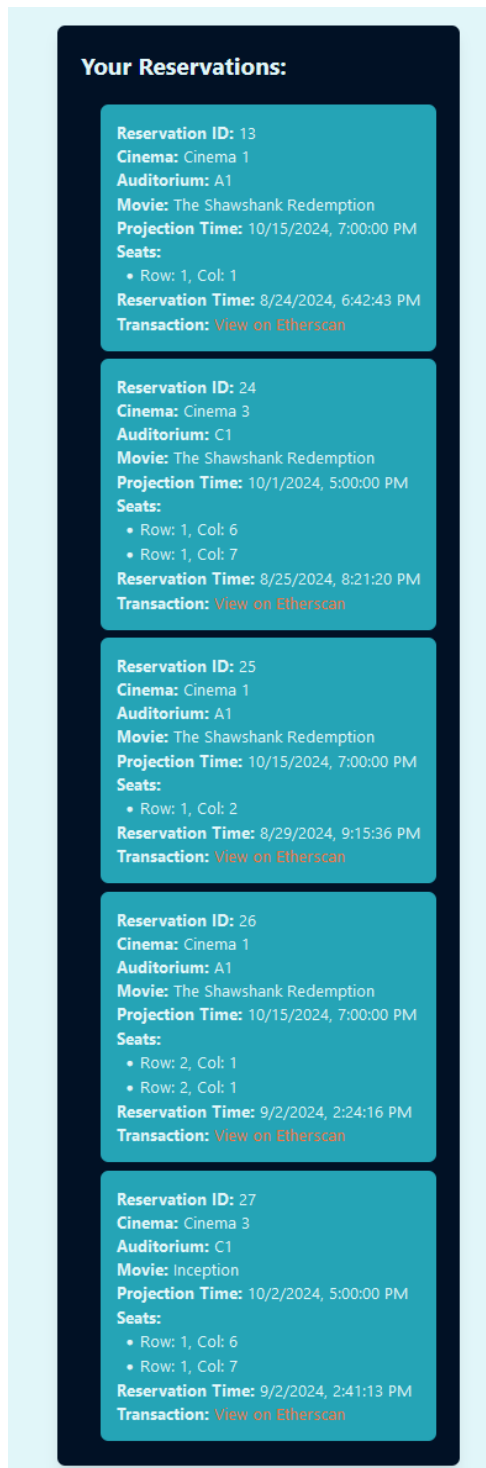 Your Reservations:
Reservation ID: 13
Cinema: Cinema 1
Auditorium: A1
Movie: The Shawshank Redemption
Projection Time: 10/15/2024, 7:00:00 PM
Seats:
• Row: 1, Col: 1
Reservation Time: 8/24/2024, 6:42:43 PM
Transaction: View on Etherscan
Reservation ID: 24
Cinema: Cinema 3
Auditorium: C1
Movie: The Shawshank Redemption
Projection Time: 10/1/2024, 5:00:00 PM
Seats:
• Row: 1, Col: 6
• Row: 1, Col: 7
Reservation Time: 8/25/2024, 8:21:20 PM
Transaction: View on Etherscan
Reservation ID: 25
Cinema: Cinema 1
Auditorium: A1
Movie: The Shawshank Redemption
Projection Time: 10/15/2024, 7:00:00 PM
Seats:
• Row: 1, Col: 2
Reservation Time: 8/29/2024, 9:15:36 PM
Transaction: View on Etherscan
Reservation ID: 26
Cinema: Cinema 1
Auditorium: A1
Movie: The Shawshank Redemption
Projection Time: 10/15/2024, 7:00:00 PM
Seats:
• Row: 2, Col: 1
• Row: 2, Col: 1
Reservation Time: 9/2/2024, 2:24:16 PM
Transaction: View on Etherscan
Reservation ID: 27
Cinema: Cinema 3
Auditorium: C1
Movie: Inception
Projection Time: 10/2/2024, 5:00:00 PM
Seats:
• Row: 1, Col: 6
• Row: 1, Col: 7
Reservation Time: 9/2/2024, 2:41:13 PM
Transaction: View on Etherscan